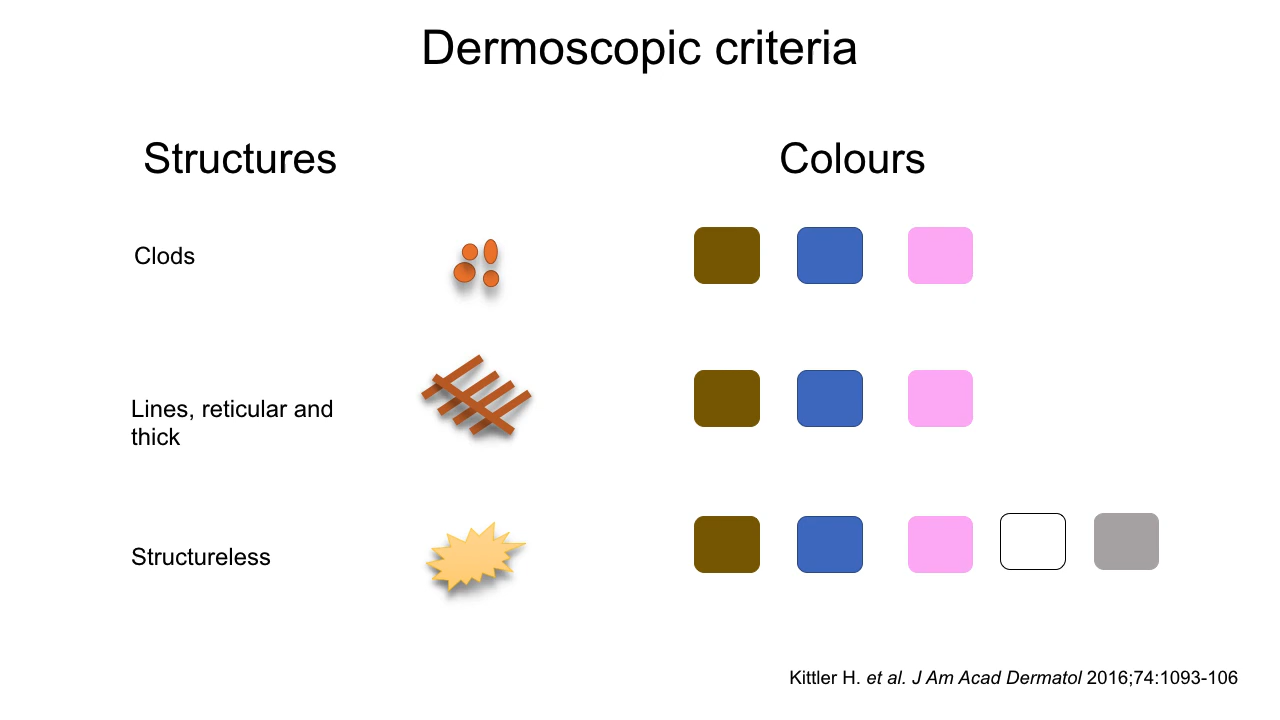 Dermoscopic criteria
Structures
Colours
Clods
Lines, reticular and
thick
Structureless
Kittler H. et al. J Am Acad Dermatol 2016;74:1093-106